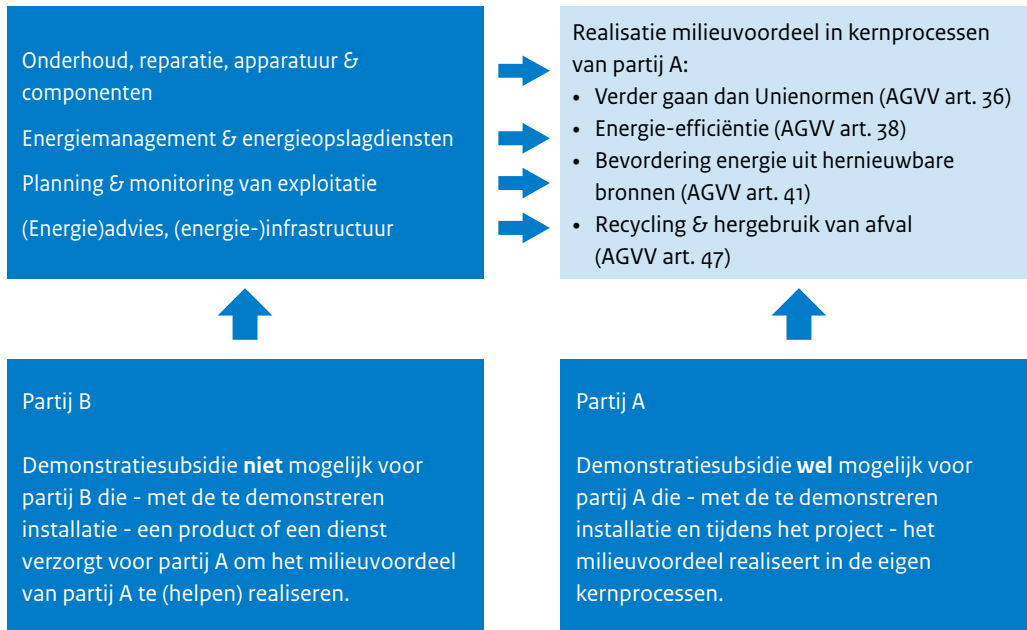 Onderhoud, reparatie, apparatuur &
componenten
Energiemanagement & energieopslagdiensten
Planning & monitoring van exploitatie
(Energie)advies, (energie-)infrastructuur
Realisatie milieuvoordeel in kernprocessen
van partij A:
• Verder gaan dan Unienormen (AGVV art. 36)
• Energie-efficiëntie (AGVV art. 38)
• Bevordering energie uit hernieuwbare
bronnen (AGVV art. 41)
• Recycling & hergebruik van afval
(AGVV art. 47)
Partij B
Demonstratiesubsidie niet mogelijk voor
partij B die - met de te demonstreren
installatie - een product of een dienst
verzorgt voor partij A om het milieuvoordeel
van partij A te (helpen) realiseren.
Partij A
Demonstratiesubsidie wel mogelijk voor
partij A die - met de te demonstreren
installatie en tijdens het project - het
milieuvoordeel realiseert in de eigen
kernprocessen.